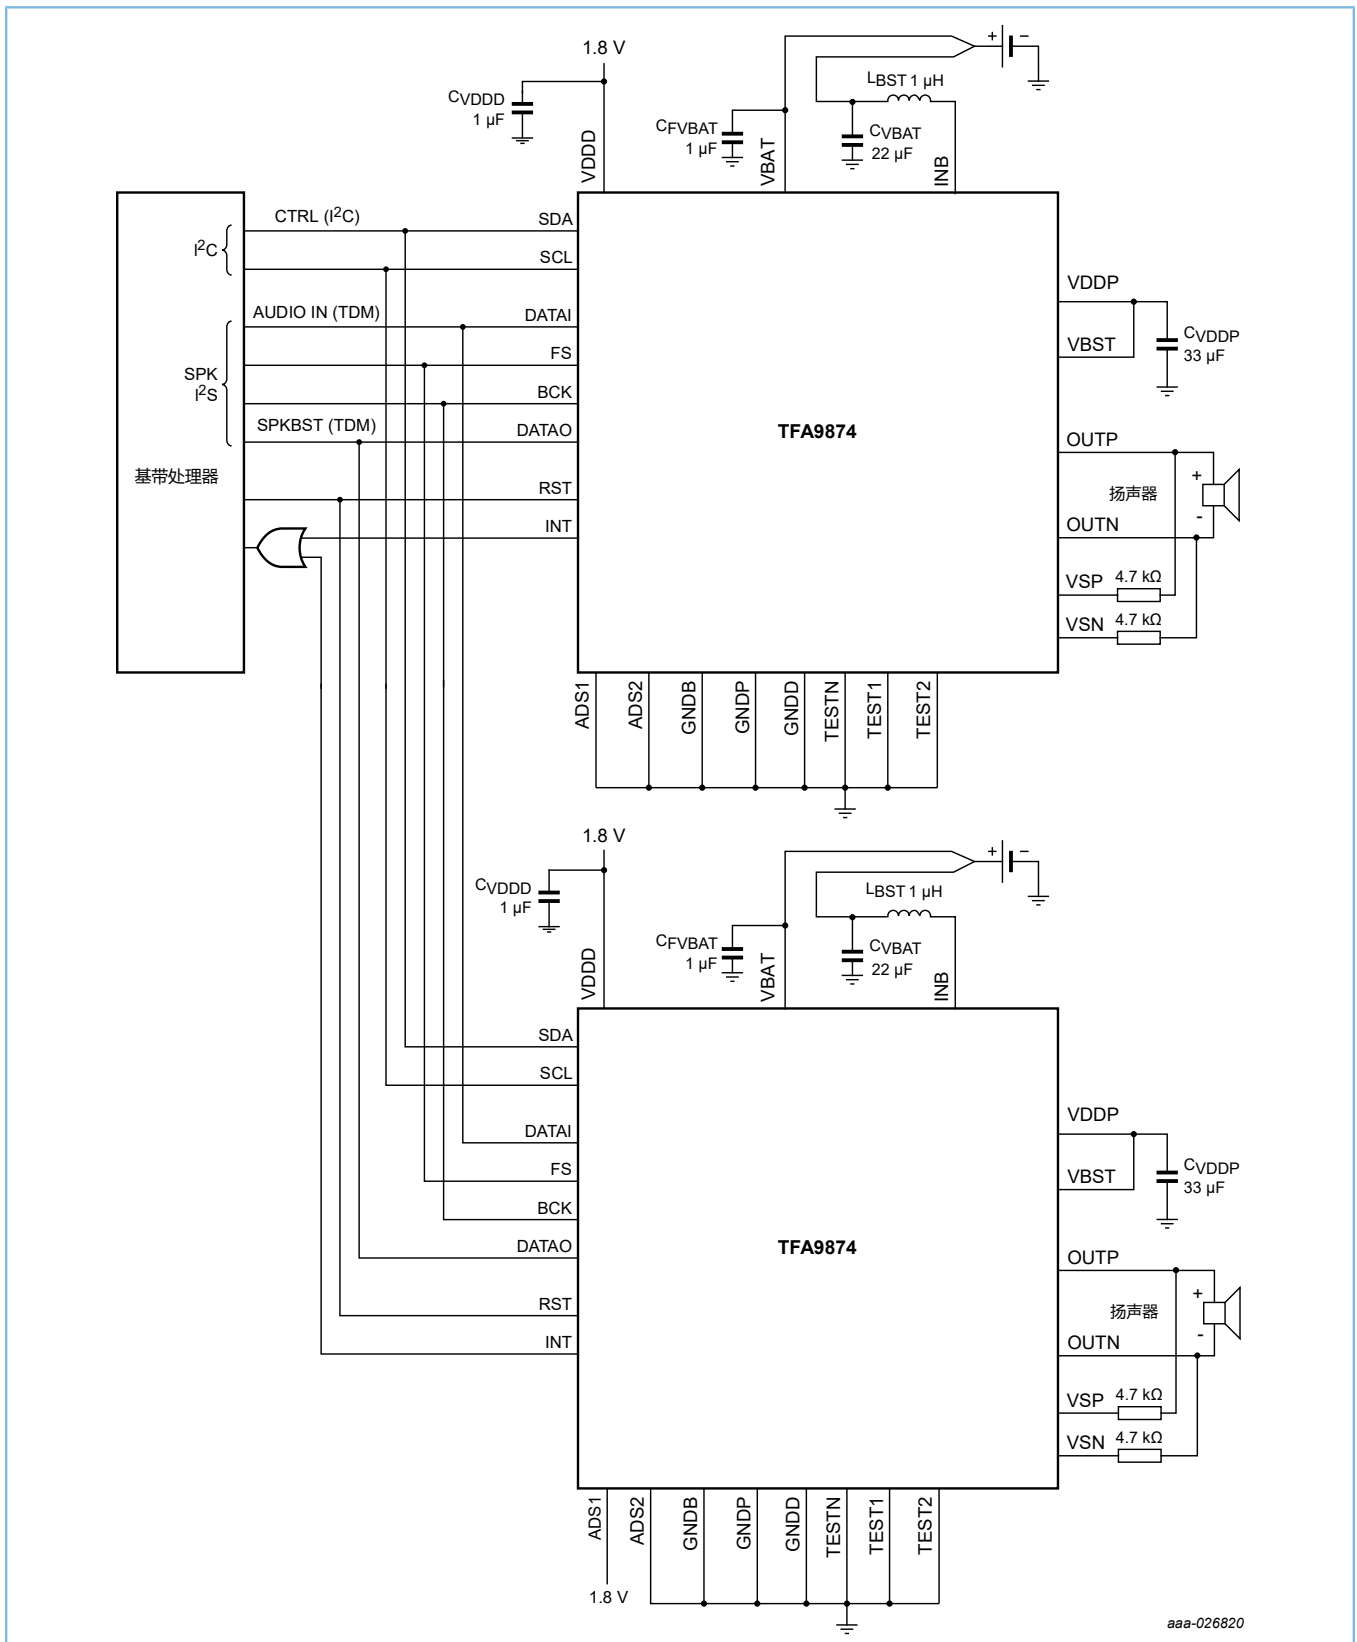 1.8 V
CVDDD
1 µF
VDDD
CFVBAT
1 µF
VBAT
+ -
LBST 1 µH
CVBAT
22 µF
INB
I2C
CTRL (I2C)
SDA
SCL
AUDIO IN (TDM)
DATAI
FS
SPK
I2S
BCK
SPKBST (TDM)
DATAO
基带处理器
RST
INT
TFA9874
VDDP
VBST
CVDDP
33 µF
OUTP
+
扬声器
-
OUTN
VSP 4.7 kΩ
VSN 4.7 kΩ
ADS1
ADS2
GNDB
GNDP
GNDD
TESTN
TEST1
TEST2
1.8 V
CVDDD
1 µF
VDDD
CFVBAT
1 µF
VBAT
+ -
LBST 1 µH
CVBAT
22 µF
INB
SDA
SCL
DATAI
FS
BCK
DATAO
RST
INT
TFA9874
VDDP
VBST
CVDDP
33 µF
OUTP
+
扬声器
-
OUTN
VSP 4.7 kΩ
VSN 4.7 kΩ
ADS1
ADS2
GNDB
GNDP
GNDD
TESTN
TEST1
TEST2
1.8 V
aaa-026820